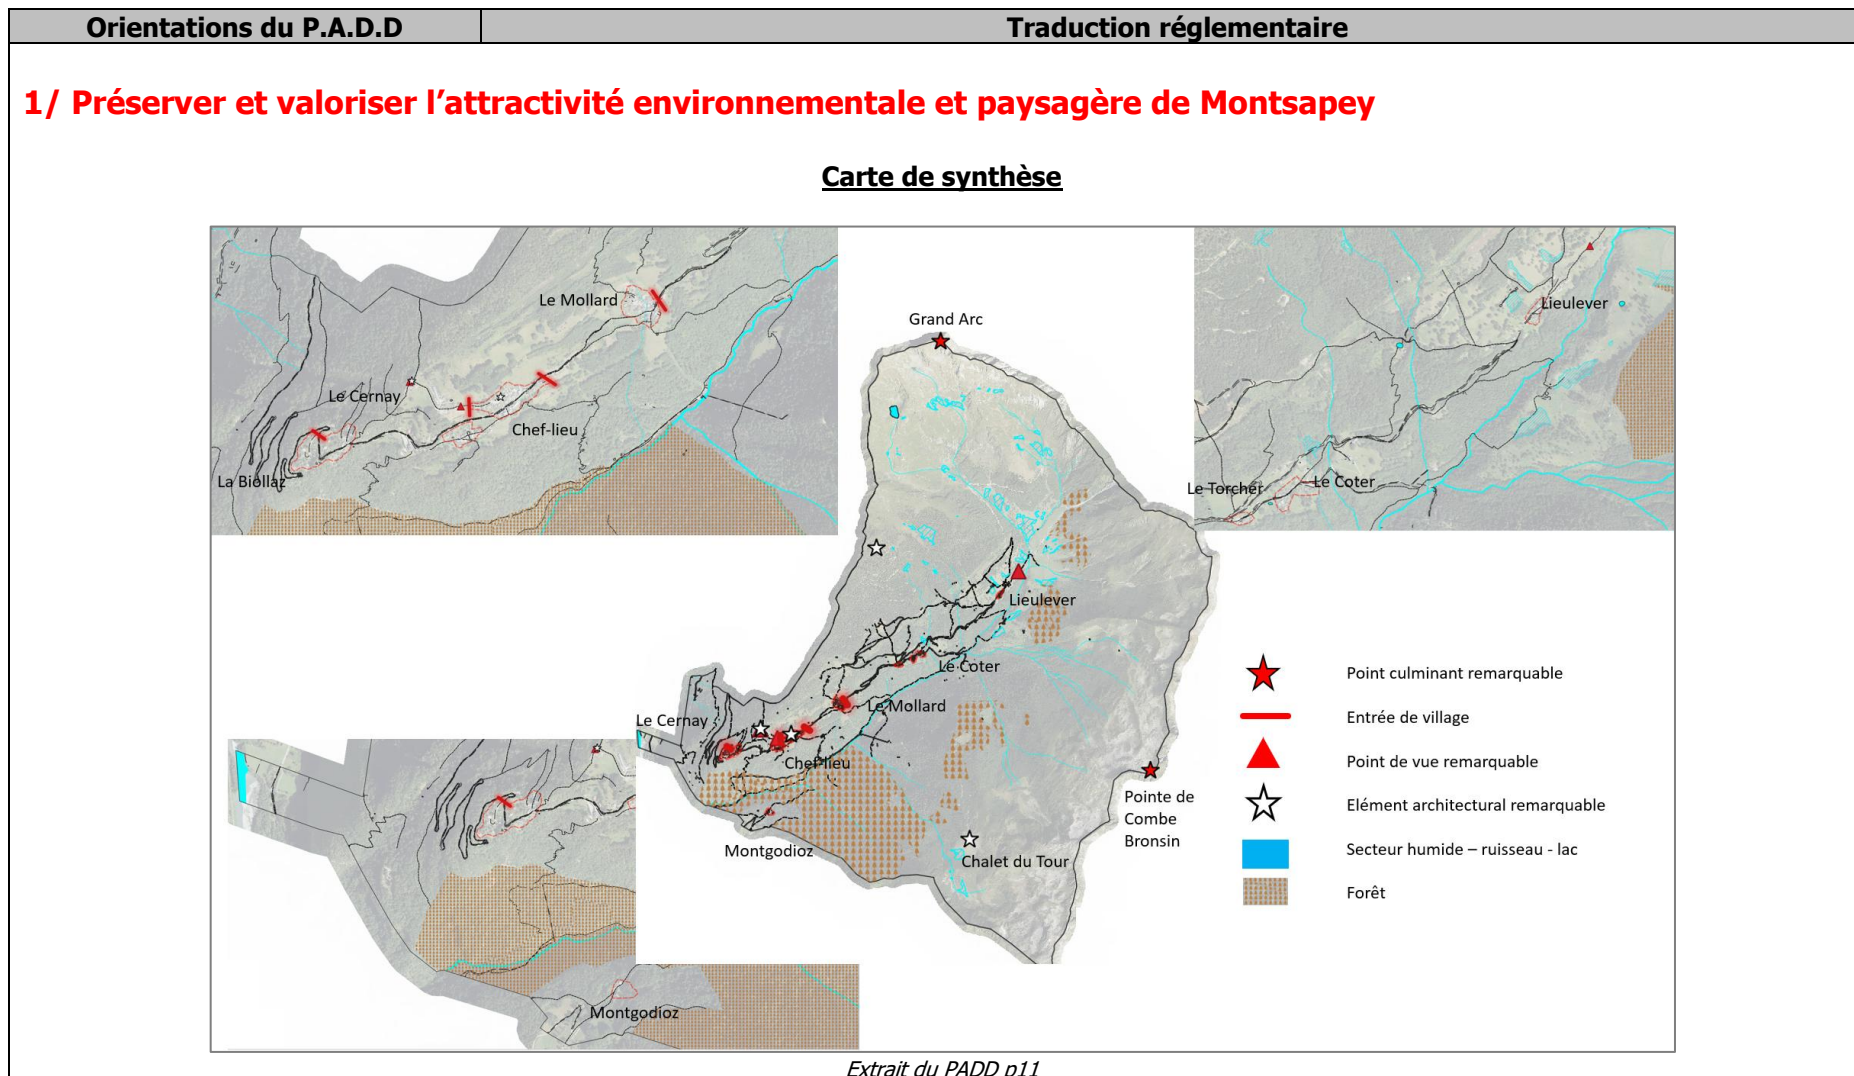 Orientations du P.A.D.D
Traduction réglementaire
1/ Préserver et valoriser l’attractivité environnementale et paysagère de Montsapey
Carte de synthèse
Le Mollard
Le Cernay
Chef-lieu
La Biollaz
Lieulever
Le Torcher
Le Coter
Grand Arc
Lieulever
Le Coter
Le Mollard
Le Cernay
Chef-lieu
Montgodioz
Pointe de
Combe
Bronsin
Chalet du Tour
Montgodioz
Point culminant remarquable
Entrée de village
Point de vue remarquable
Elément architectural remarquable
Secteur humide – ruisseau - lac
Forêt
Extrait du PADD p11